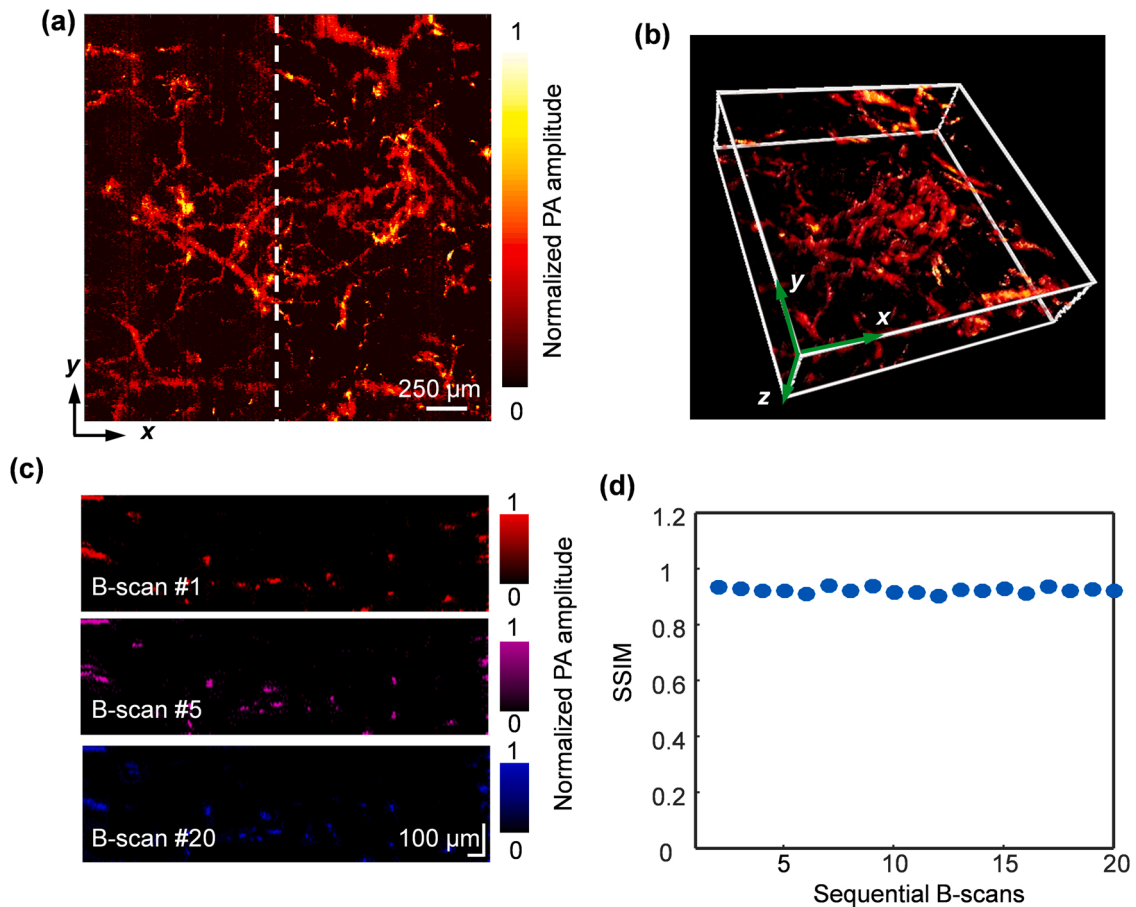 (a)
1
Normalized PA amplitude
0
250 µm
y
x
(b)
y
x
z
(c)
B-scan #1
1
0
B-scan #5
1
0
B-scan #20
100 µm
1
0
Normalized PA amplitude
(d)
1.2
1
0.8
0.6
0.4
0.2
0
SSIM
5
10
15
20
Sequential B-scans